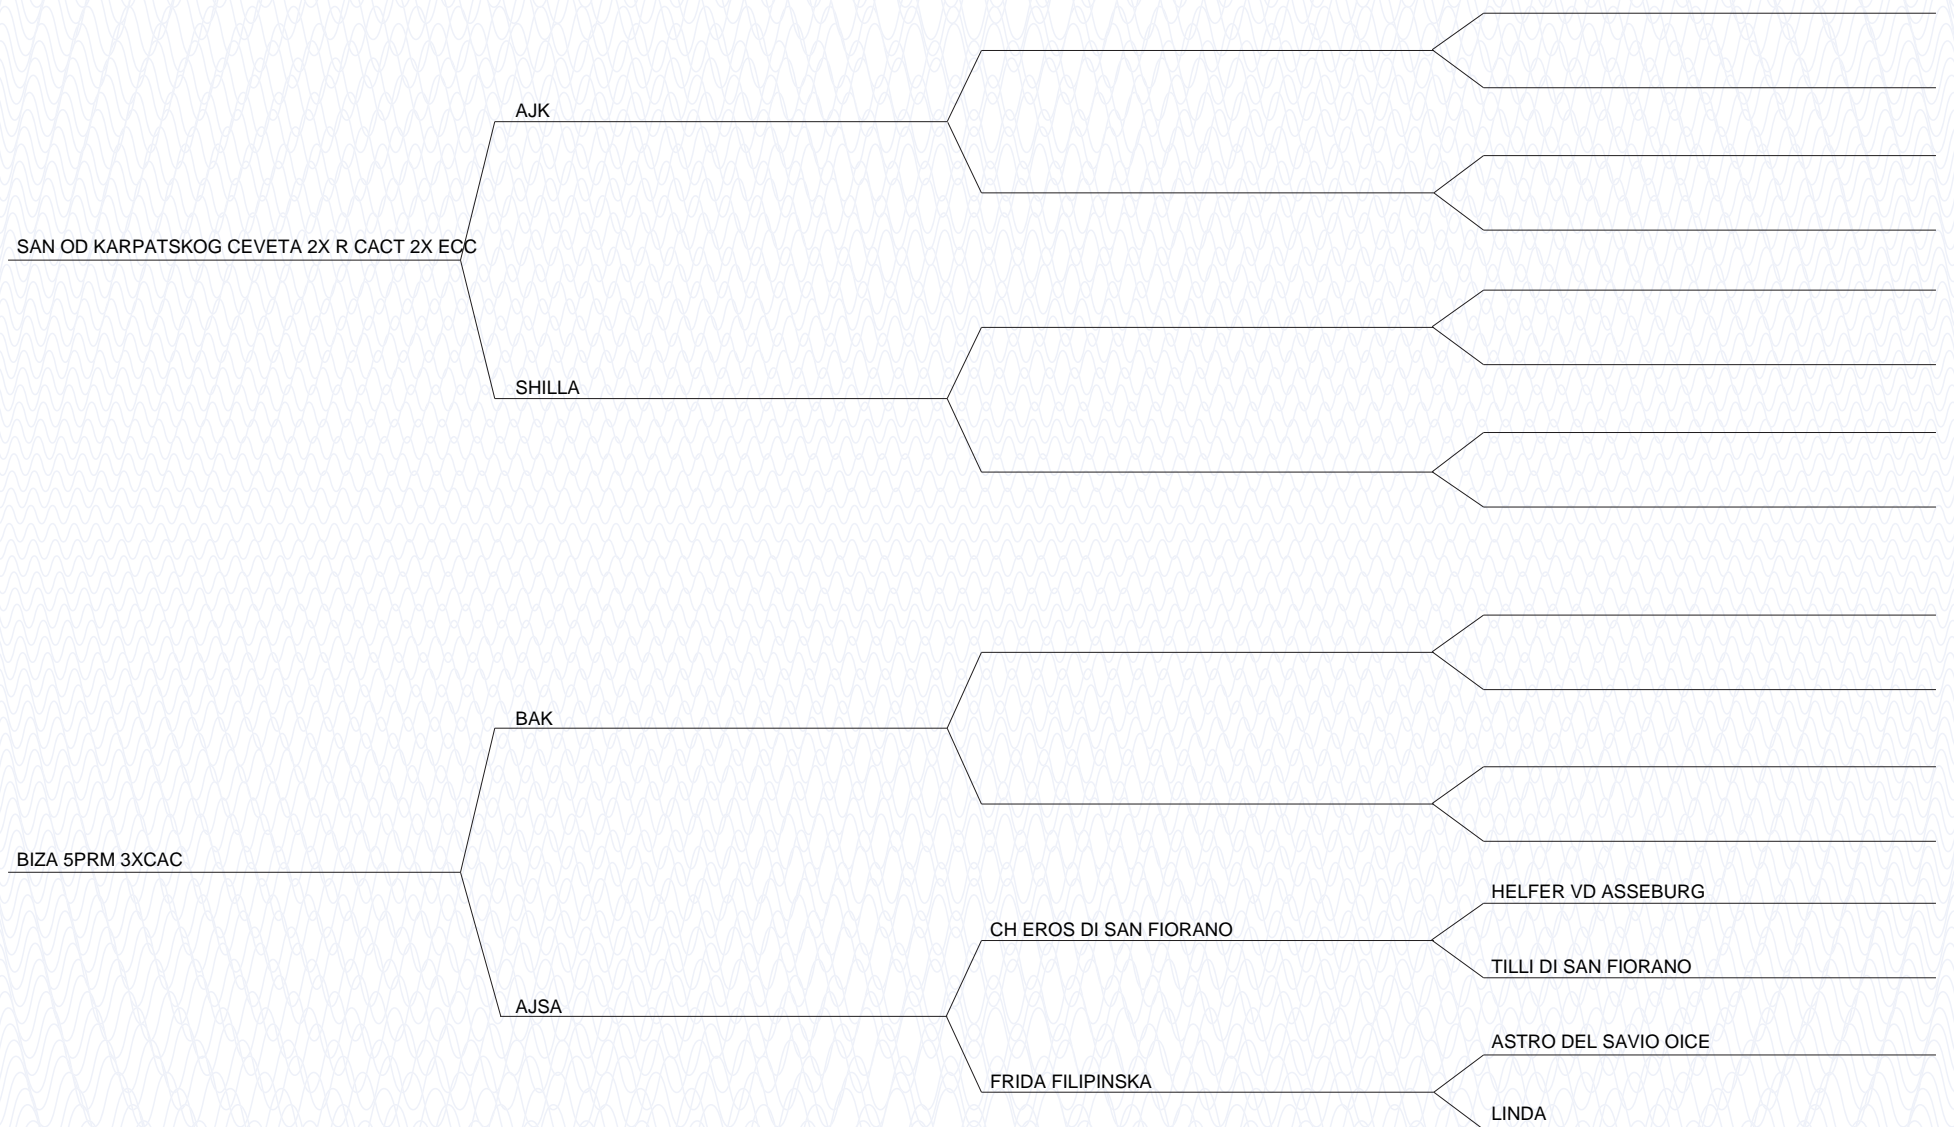 AJK
SAN OD KARPATSKOG CEVETA 2X R CACT 2X ECC
SHILLA
BAK
BIZA 5PRM 3XCAC
HELFER VD ASSEBURG
CH EROS DI SAN FIORANO
TILLI DI SAN FIORANO
AJSA
ASTRO DEL SAVIO OICE
FRIDA FILIPINSKA
LINDA